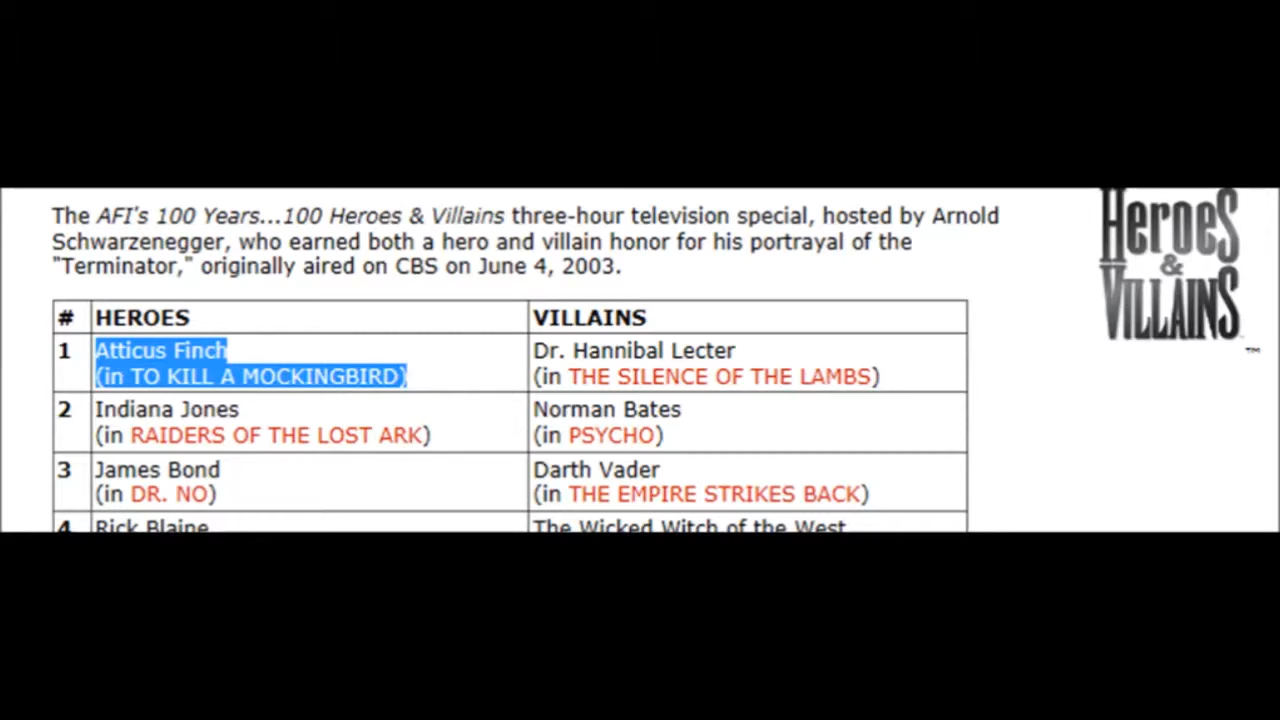 The AFI's 100 Years...100 Heroes & Villains three-hour television special, hosted by Arnold
Schwarzenegger, who earned both a hero and villain honor for his portrayal of the
"Terminator," originally aired on CBS on June 4, 2003.
Heroes
&
VILLAINS
™
# HEROES VILLAINS
1 Atticus Finch Dr. Hannibal Lecter
(in TO KILL A MOCKINGBIRD) (in THE SILENCE OF THE LAMBS)
2 Indiana Jones Norman Bates
(in RAIDERS OF THE LOST ARK) (in PSYCHO)
3 James Bond Darth Vader
(in DR. NO) (in THE EMPIRE STRIKES BACK)
4 Rick Blaine The Wicked Witch of the West